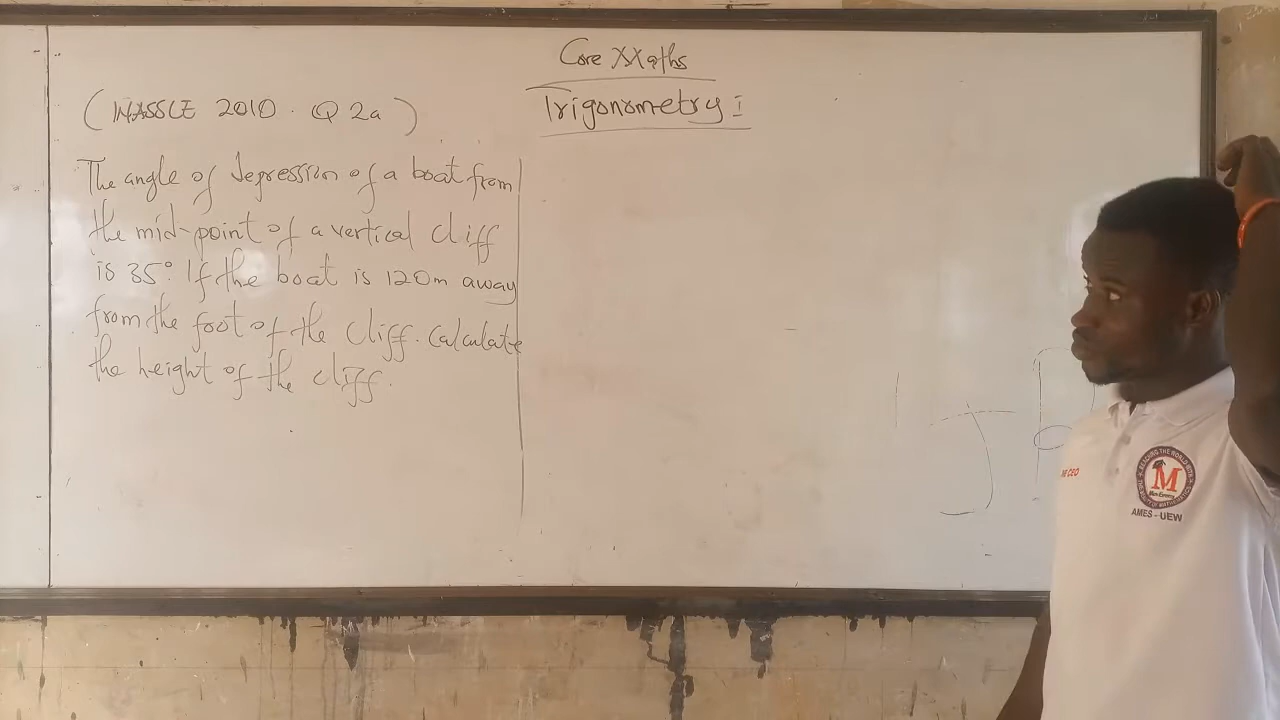 Core Maths
Trigonometry I
(WASSCE 2010. Q 2a)
The angle of depression of a boat from
the mid-point of a vertical cliff
is 35°. If the boat is 120m away
from the foot of the cliff. calculate
the height of the cliff.
CEO
M
AMES-UEW